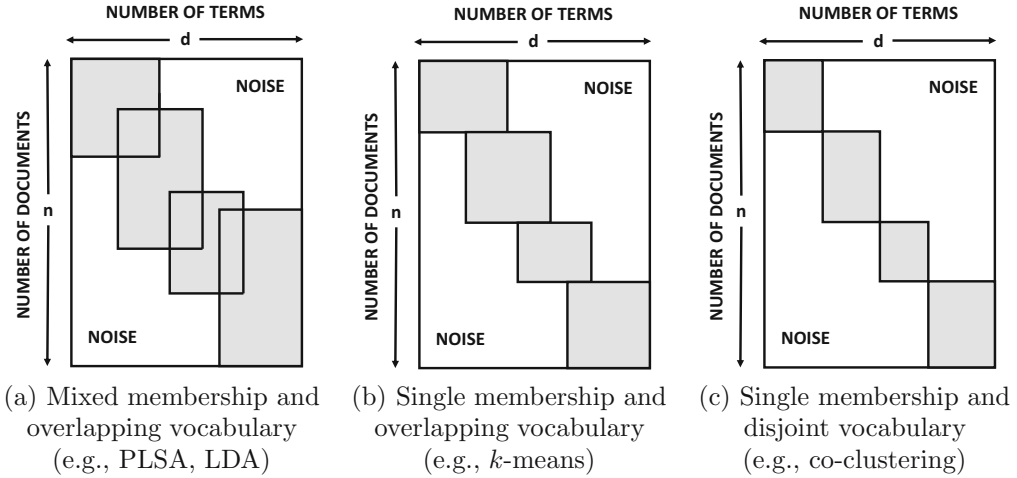 NUMBER OF TERMS
d
NUMBER OF DOCUMENTS
n
NOISE
NOISE
(a) Mixed membership and
overlapping vocabulary
(e.g., PLSA, LDA)
NUMBER OF TERMS
d
NUMBER OF DOCUMENTS
n
NOISE
NOISE
(b) Single membership and
overlapping vocabulary
(e.g., k-means)
NUMBER OF TERMS
d
NUMBER OF DOCUMENTS
n
NOISE
NOISE
(c) Single membership and
disjoint vocabulary
(e.g., co-clustering)